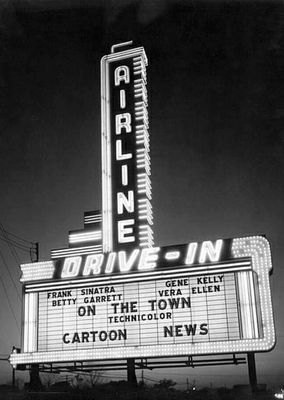 AIRLINE
DRIVE-IN
FRANK SINATRA GENE KELLY
BETTY GARRETT VERA ELLEN
ON THE TOWN
TECHNICOLOR
CARTOON NEWS